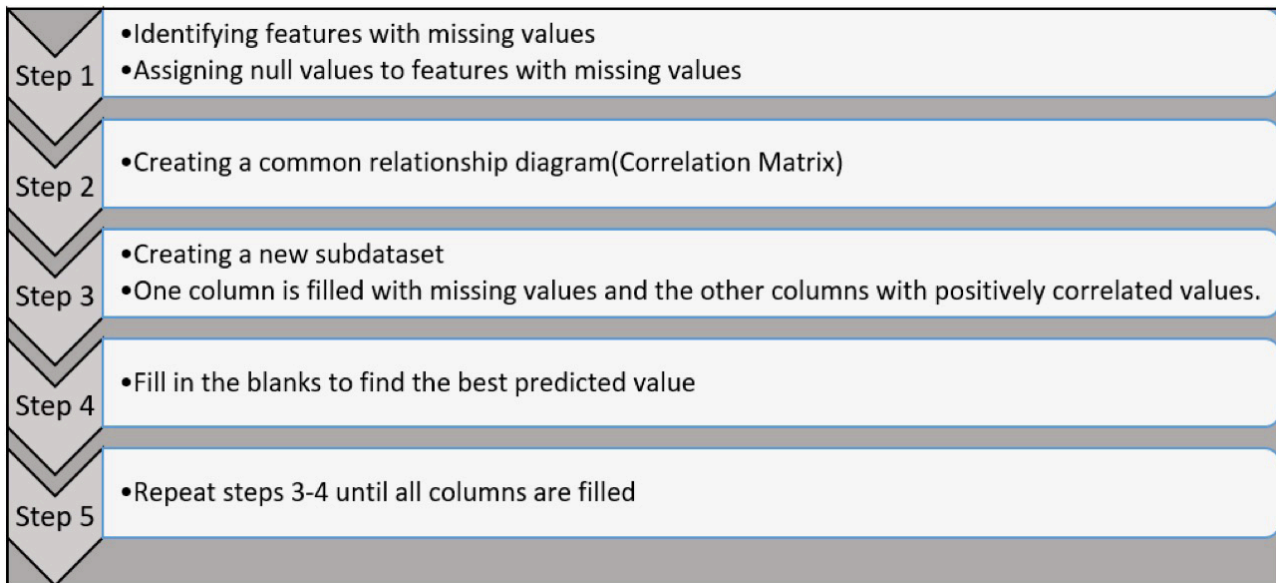 Step 1
•Identifying features with missing values
•Assigning null values to features with missing values
Step 2
•Creating a common relationship diagram(Correlation Matrix)
Step 3
•Creating a new subdataset
•One column is filled with missing values and the other columns with positively correlated values.
Step 4
•Fill in the blanks to find the best predicted value
Step 5
•Repeat steps 3-4 until all columns are filled